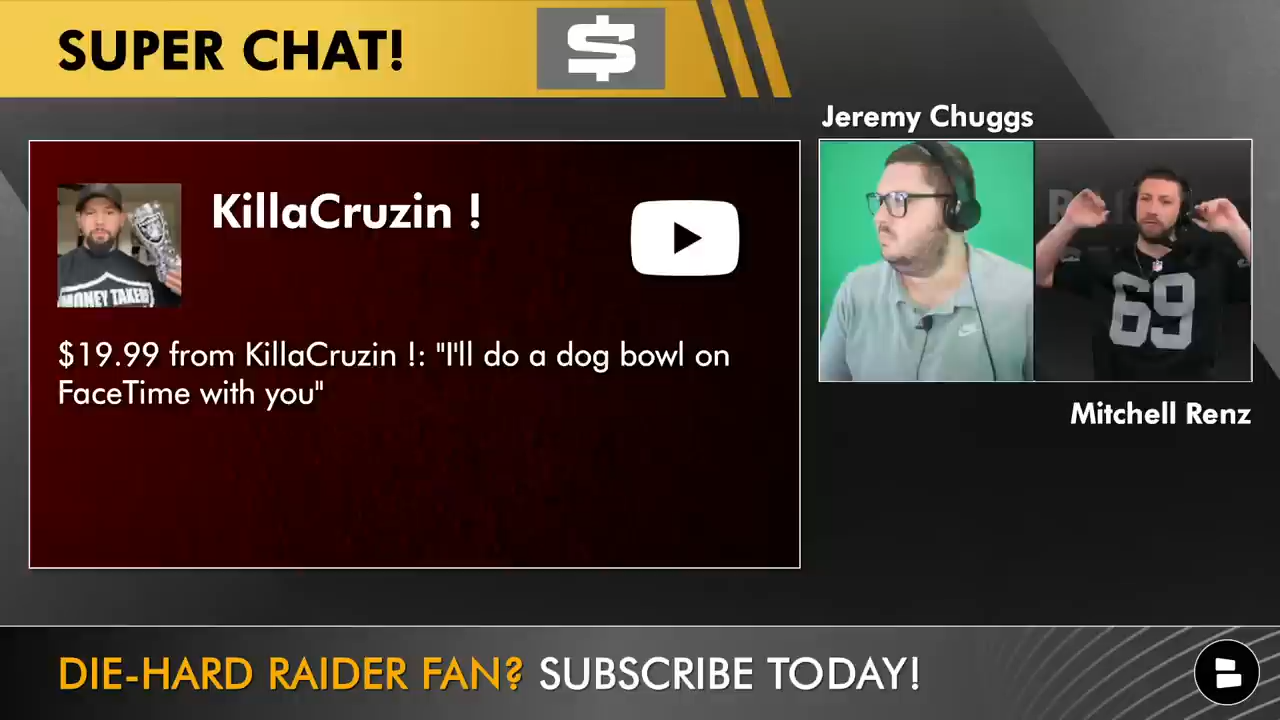 SUPER CHAT!
$
Jeremy Chuggs
KillaCruzin !
MONEY TAKER
$19.99 from KillaCruzin !: "I'll do a dog bowl on
FaceTime with you"
69
Mitchell Renz
DIE-HARD RAIDER FAN? SUBSCRIBE TODAY!